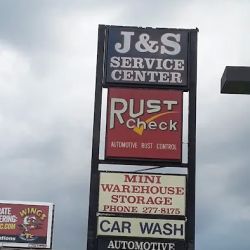 J&S
SERVICE
CENTER
RUST
Check
AUTOMOTIVE RUST CONTROL
MINI
WAREHOUSE
STORAGE
PHONE 277-8175
CAR WASH
AUTOMOTIVE
WINGS